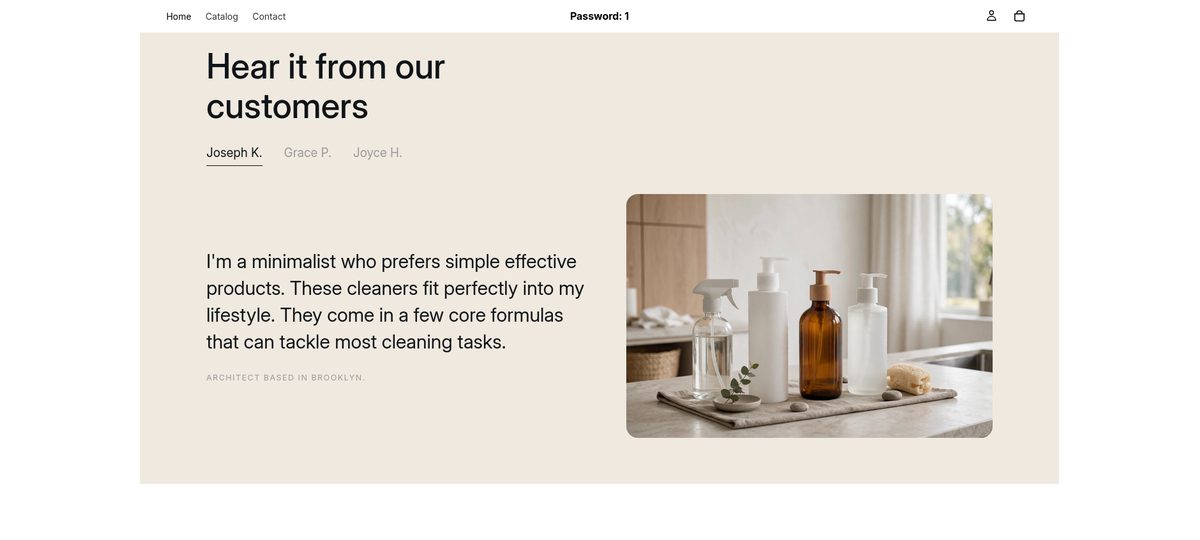 Home Catalog Contact
Password: 1
Hear it from our
customers
Joseph K. Grace P. Joyce H.
I'm a minimalist who prefers simple effective
products. These cleaners fit perfectly into my
lifestyle. They come in a few core formulas
that can tackle most cleaning tasks.
ARCHITECT BASED IN BROOKLYN.